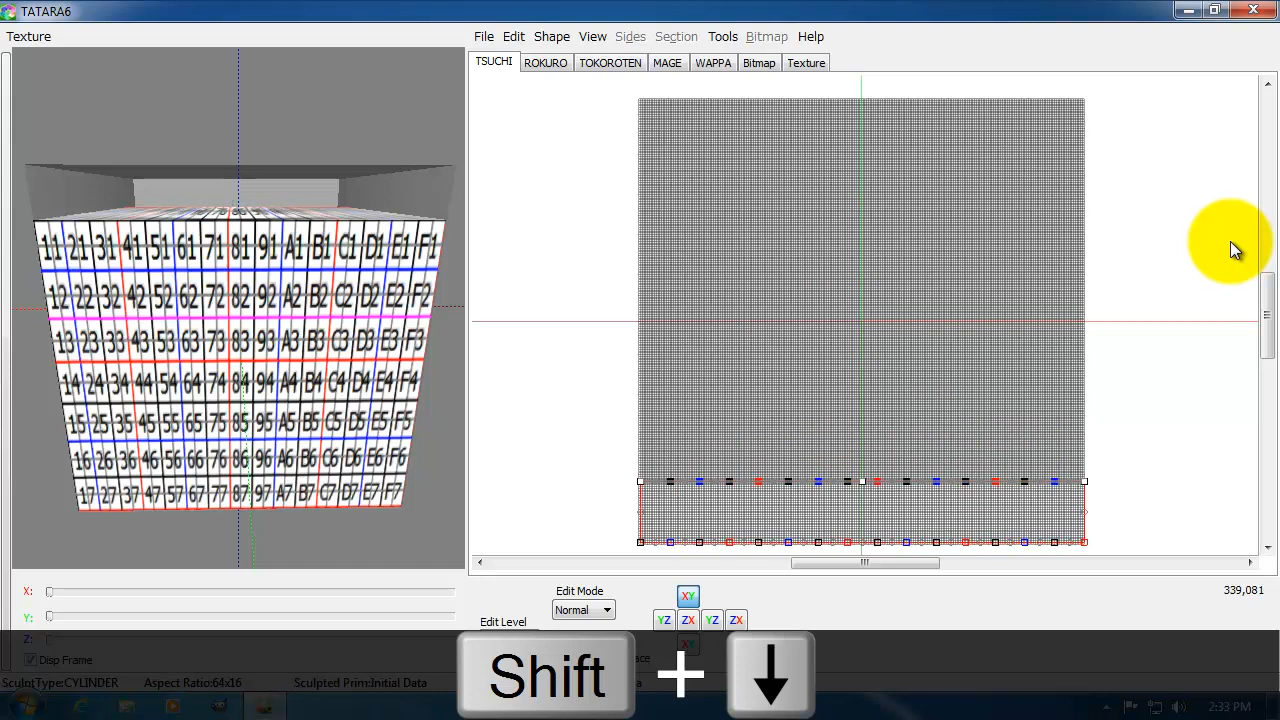 TATARA6
Texture
File Edit Shape View Sides Section Tools Bitmap Help
TSUCHI ROKURO TOKOROTEN MAGE WAPPA Bitmap Texture
11 21 31 41 51 61 71 81 91 A1 B1 C1 D1 E1 F1
12 22 32 42 52 62 72 82 92 A2 B2 C2 D2 E2 F2
13 23 33 43 53 63 73 83 93 A3 B3 C3 D3 E3 F3
14 24 34 44 54 64 74 84 94 A4 B4 C4 D4 E4 F4
15 25 35 45 55 65 75 85 95 A5 B5 C5 D5 E5 F5
16 26 36 46 56 66 76 86 96 A6 B6 C6 D6 E6 F6
17 27 37 47 57 67 77 87 97 A7 B7 C7 D7 E7 F7
X:
Y:
Z:
Edit Mode
Normal
Edit Level
XY
YZ ZX YZ ZX
XY
339,081
Disp Frame
SculptType:CYLINDER Aspect Ratio:64x16 Sculpted Prim:Initial Data
Shift + ↓
2:33 PM